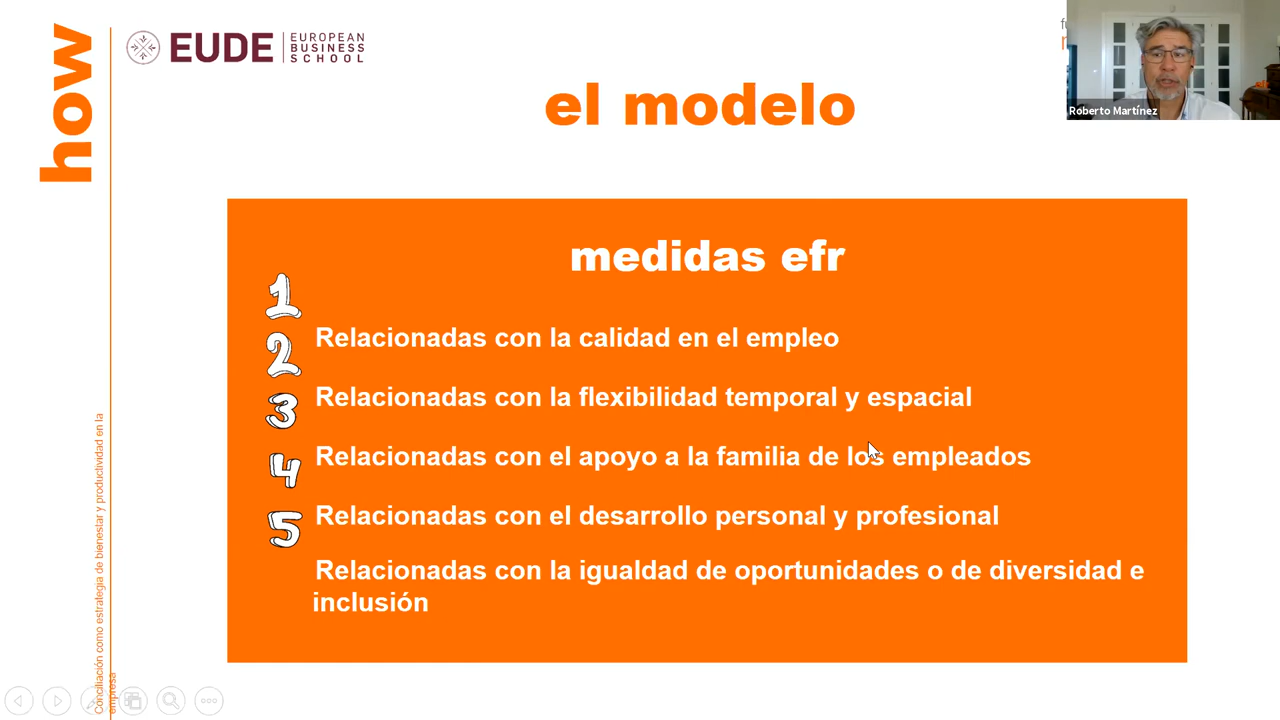 how
EUDE
EUROPEAN
BUSINESS
SCHOOL
Roberto Martínez
el modelo
medidas efr
1
Relacionadas con la calidad en el empleo
2
Relacionadas con la flexibilidad temporal y espacial
3
Relacionadas con el apoyo a la familia de los empleados
4
Relacionadas con el desarrollo personal y profesional
5
Relacionadas con la igualdad de oportunidades o de diversidad e
inclusión
Conciliación como estrategia de bienestar y productividad en la
empresa